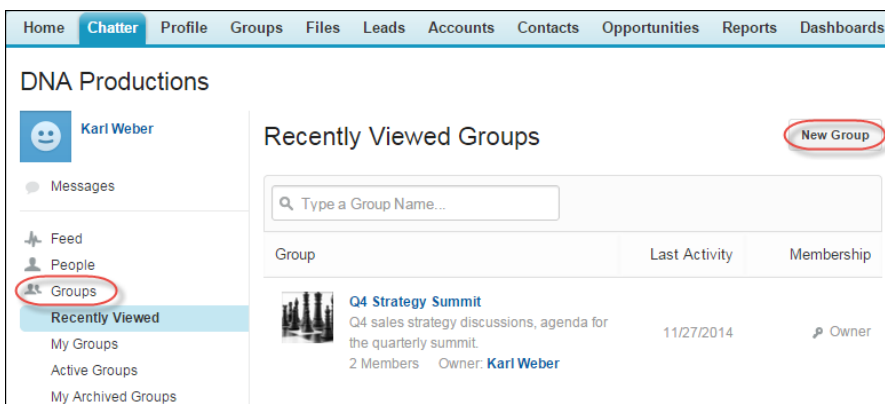 Home Chatter Profile Groups Files Leads Accounts Contacts Opportunities Reports Dashboards
DNA Productions
Karl Weber
Messages
Feed
People
Groups
Recently Viewed
My Groups
Active Groups
My Archived Groups
Recently Viewed Groups
New Group
Type a Group Name...
Group Last Activity Membership
Q4 Strategy Summit
Q4 sales strategy discussions, agenda for
the quarterly summit.
2 Members Owner: Karl Weber
11/27/2014
Owner